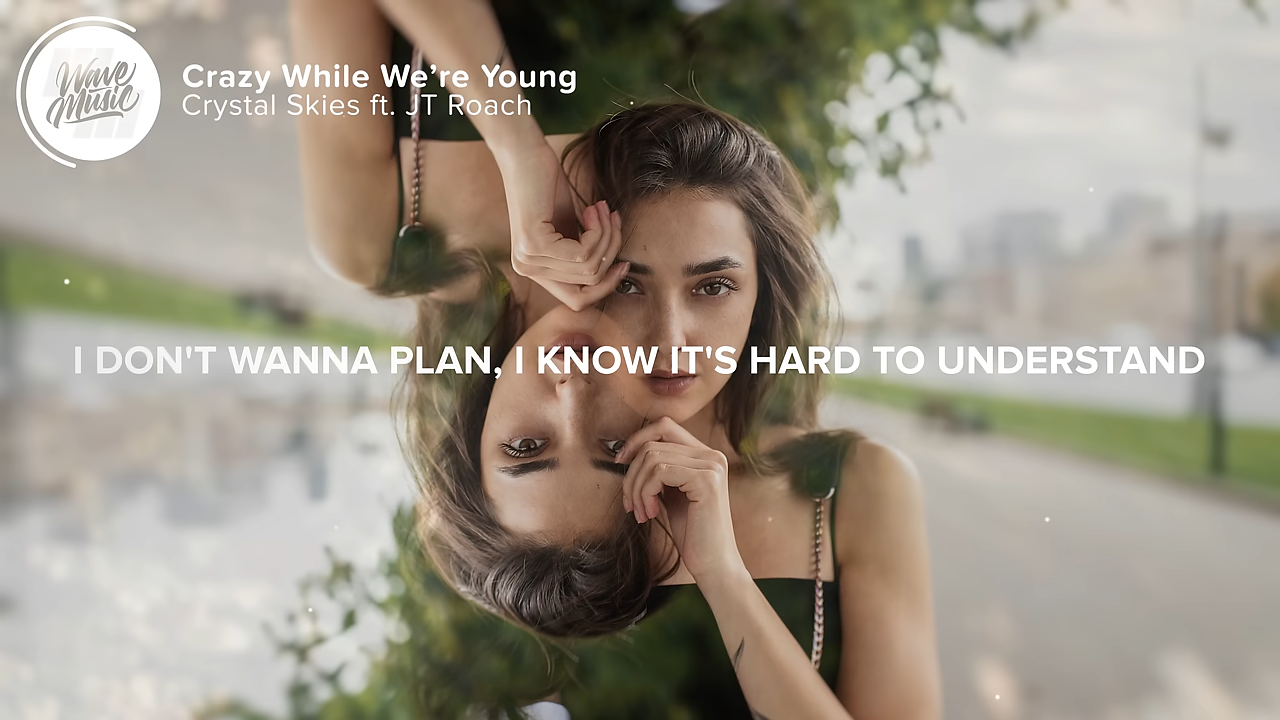 Wave
Music
Crazy While We’re Young
Crystal Skies ft. JT Roach
I DON'T WANNA PLAN, I KNOW IT'S HARD TO UNDERSTAND